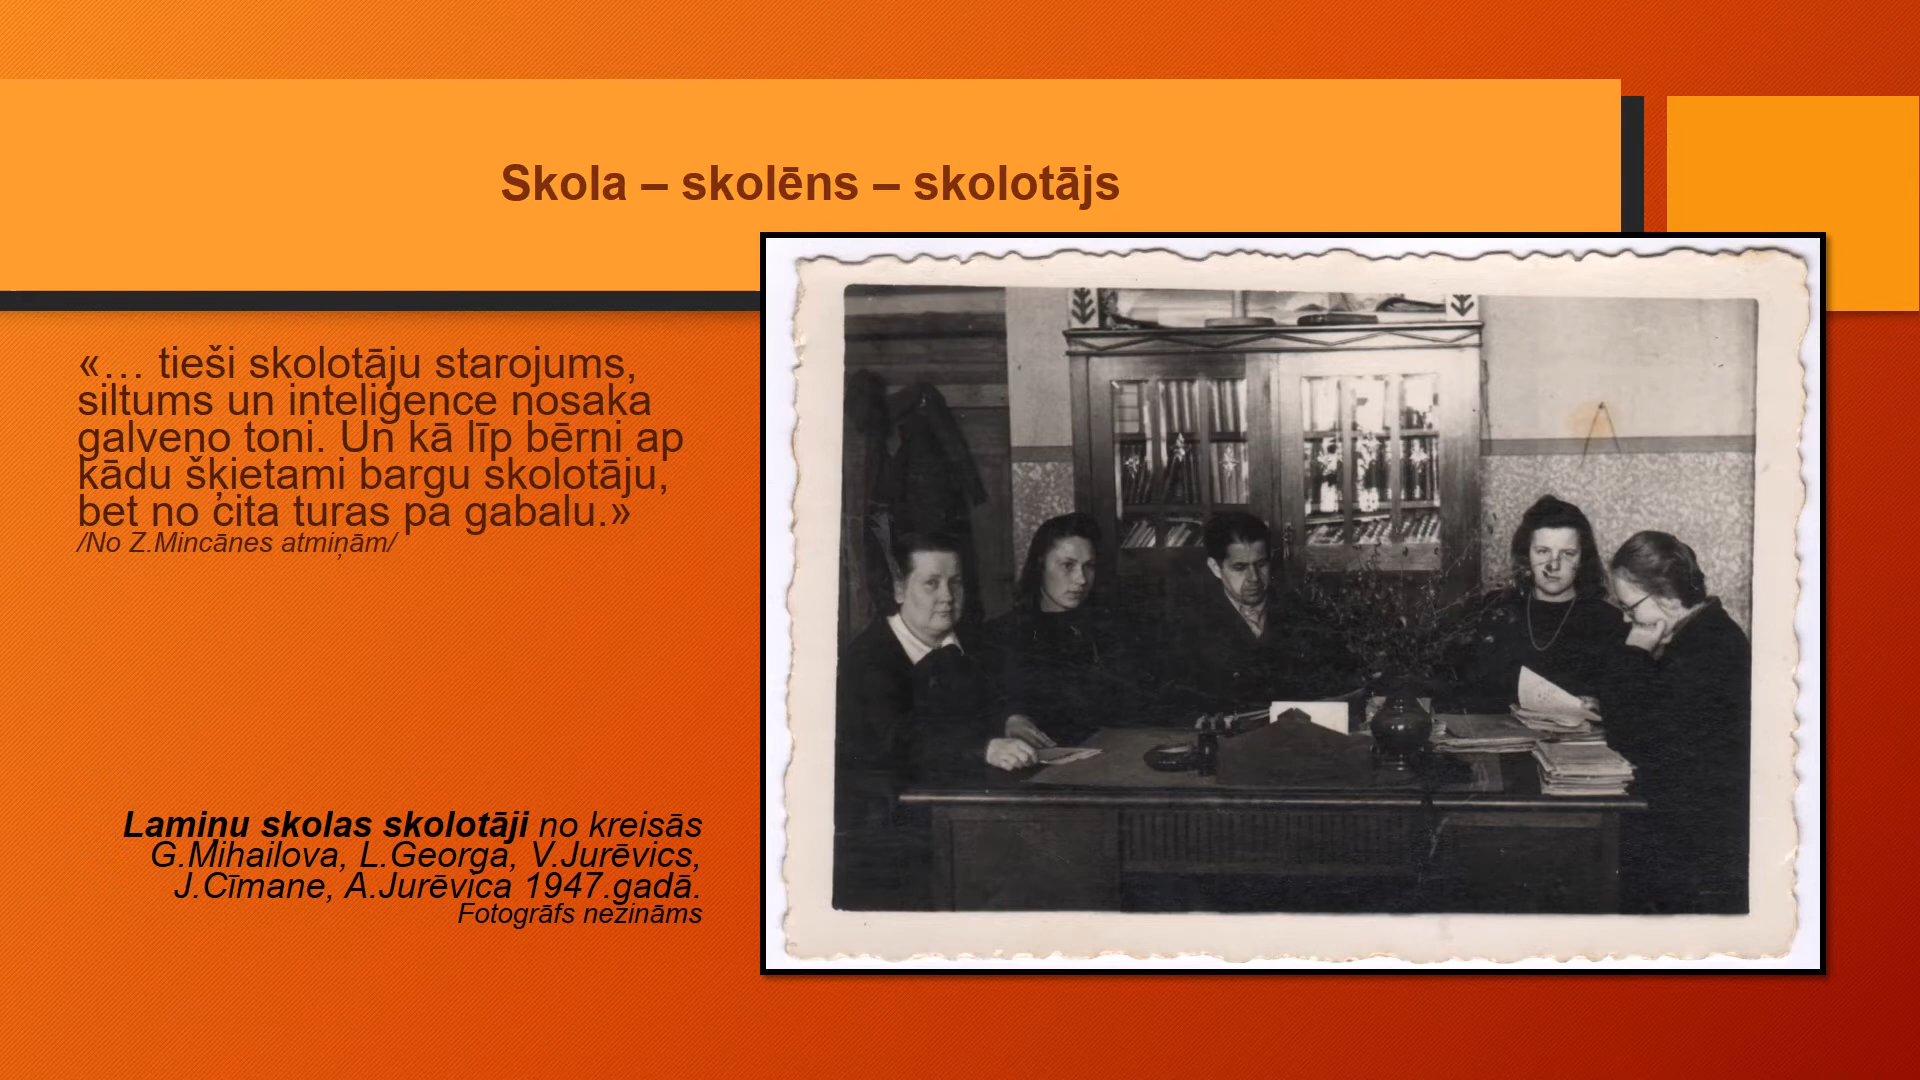 Skola – skolēns – skolotājs
«… tieši skolotāju starojums,
siltums un inteliģence nosaka
galveno toni. Un kā līp bērni ap
kādu šķietami bargu skolotāju,
bet no cita turas pa gabalu.»
/No Z.Mincānes atmiņām/
Lamiņu skolas skolotāji no kreisās
G.Mihailova, L.Georga, V.Jurēvics,
J.Cīmane, A.Jurēviča 1947.gadā.
Fotogrāfs nezināms